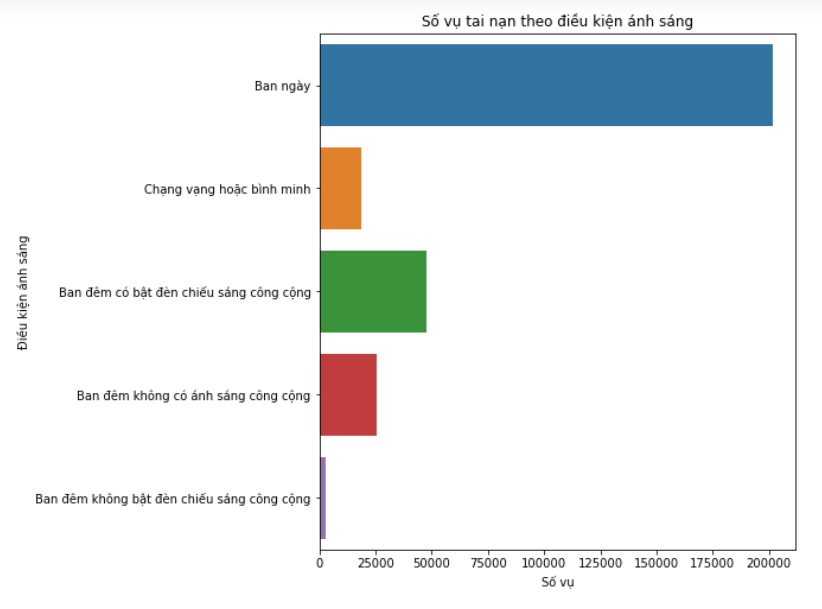 Số vụ tai nạn theo điều kiện ánh sáng
Điều kiện ánh sáng
Ban ngày
Chạng vạng hoặc bình minh
Ban đêm có bật đèn chiếu sáng công cộng
Ban đêm không có ánh sáng công cộng
Ban đêm không bật đèn chiếu sáng công cộng
0 25000 50000 75000 100000 125000 150000 175000 200000
Số vụ